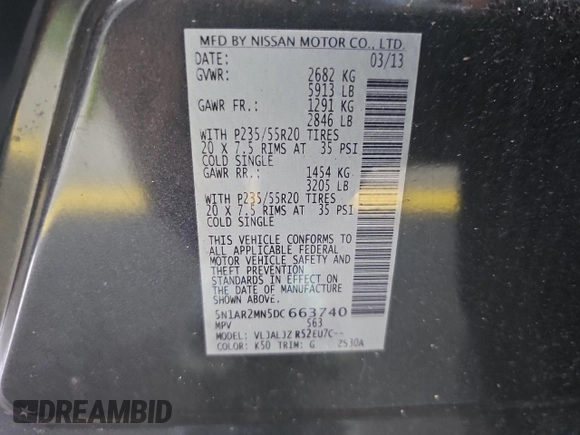 MFD BY NISSAN MOTOR CO., LTD.
DATE: 03/13
GVWR: 2682 KG
5913 LB
GAWR FR.: 1291 KG
2846 LB
WITH P235/55R20 TIRES
20 X 7.5 RIMS AT 35 PSI
COLD SINGLE
GAWR RR.: 1454 KG
3205 LB
WITH P235/55R20 TIRES
20 X 7.5 RIMS AT 35 PSI
COLD SINGLE
THIS VEHICLE CONFORMS TO
ALL APPLICABLE FEDERAL
MOTOR VEHICLE SAFETY AND
THEFT PREVENTION
STANDARDS IN EFFECT ON
THE DATE OF MANUFACTURE
SHOWN ABOVE.
5N1AR2MN5DC663740
MPV 563
MODEL: VLJALJZ R52EU7C--
COLOR: K50 TRIM: G 2530A
DREAMBID